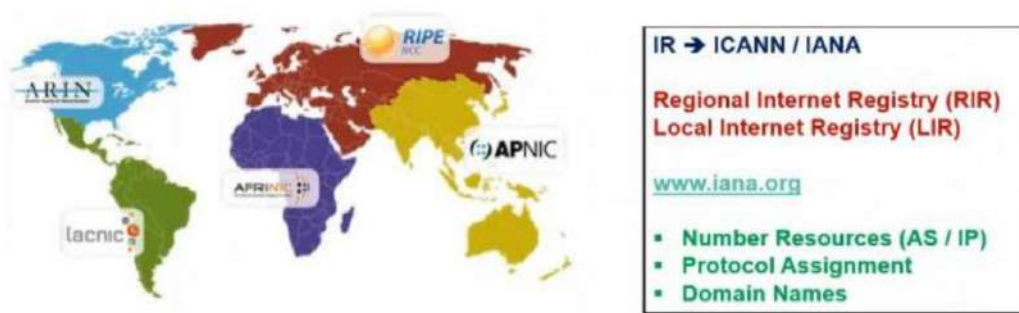 RIPE
NCC
ARIN
APNIC
AFRINIC
lacnic
IR → ICANN / IANA
Regional Internet Registry (RIR)
Local Internet Registry (LIR)
www.iana.org
▪ Number Resources (AS / IP)
▪ Protocol Assignment
▪ Domain Names